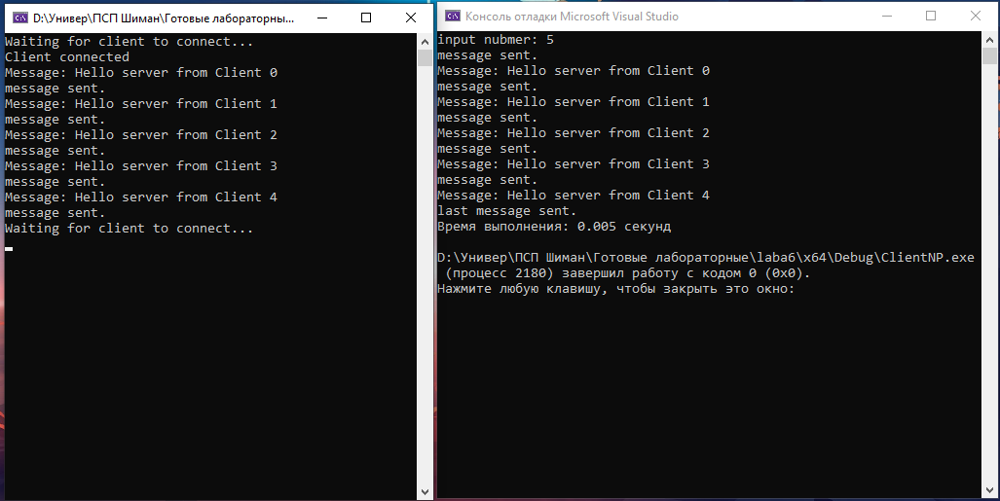 D:\Универ\ПСП Шиман\Готовые лабораторны...
Waiting for client to connect...
Client connected
Message: Hello server from Client 0
message sent.
Message: Hello server from Client 1
message sent.
Message: Hello server from Client 2
message sent.
Message: Hello server from Client 3
message sent.
Message: Hello server from Client 4
message sent.
Waiting for client to connect...
Консоль отладки Microsoft Visual Studio
input nubmer: 5
message sent.
Message: Hello server from Client 0
message sent.
Message: Hello server from Client 1
message sent.
Message: Hello server from Client 2
message sent.
Message: Hello server from Client 3
message sent.
Message: Hello server from Client 4
last message sent.
Время выполнения: 0.005 секунд
D:\Универ\ПСП Шиман\Готовые лабораторные\laba6\x64\Debug\ClientNP.exe
(процесс 2180) завершил работу с кодом 0 (0x0).
Нажмите любую клавишу, чтобы закрыть это окно: